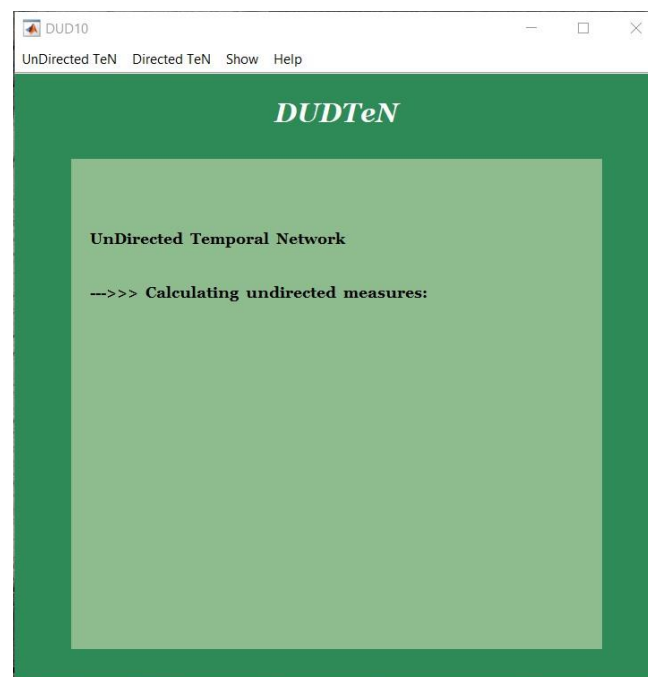 DUD10
UnDirected TeN Directed TeN Show Help
DUDTeN
UnDirected Temporal Network
--->>> Calculating undirected measures: